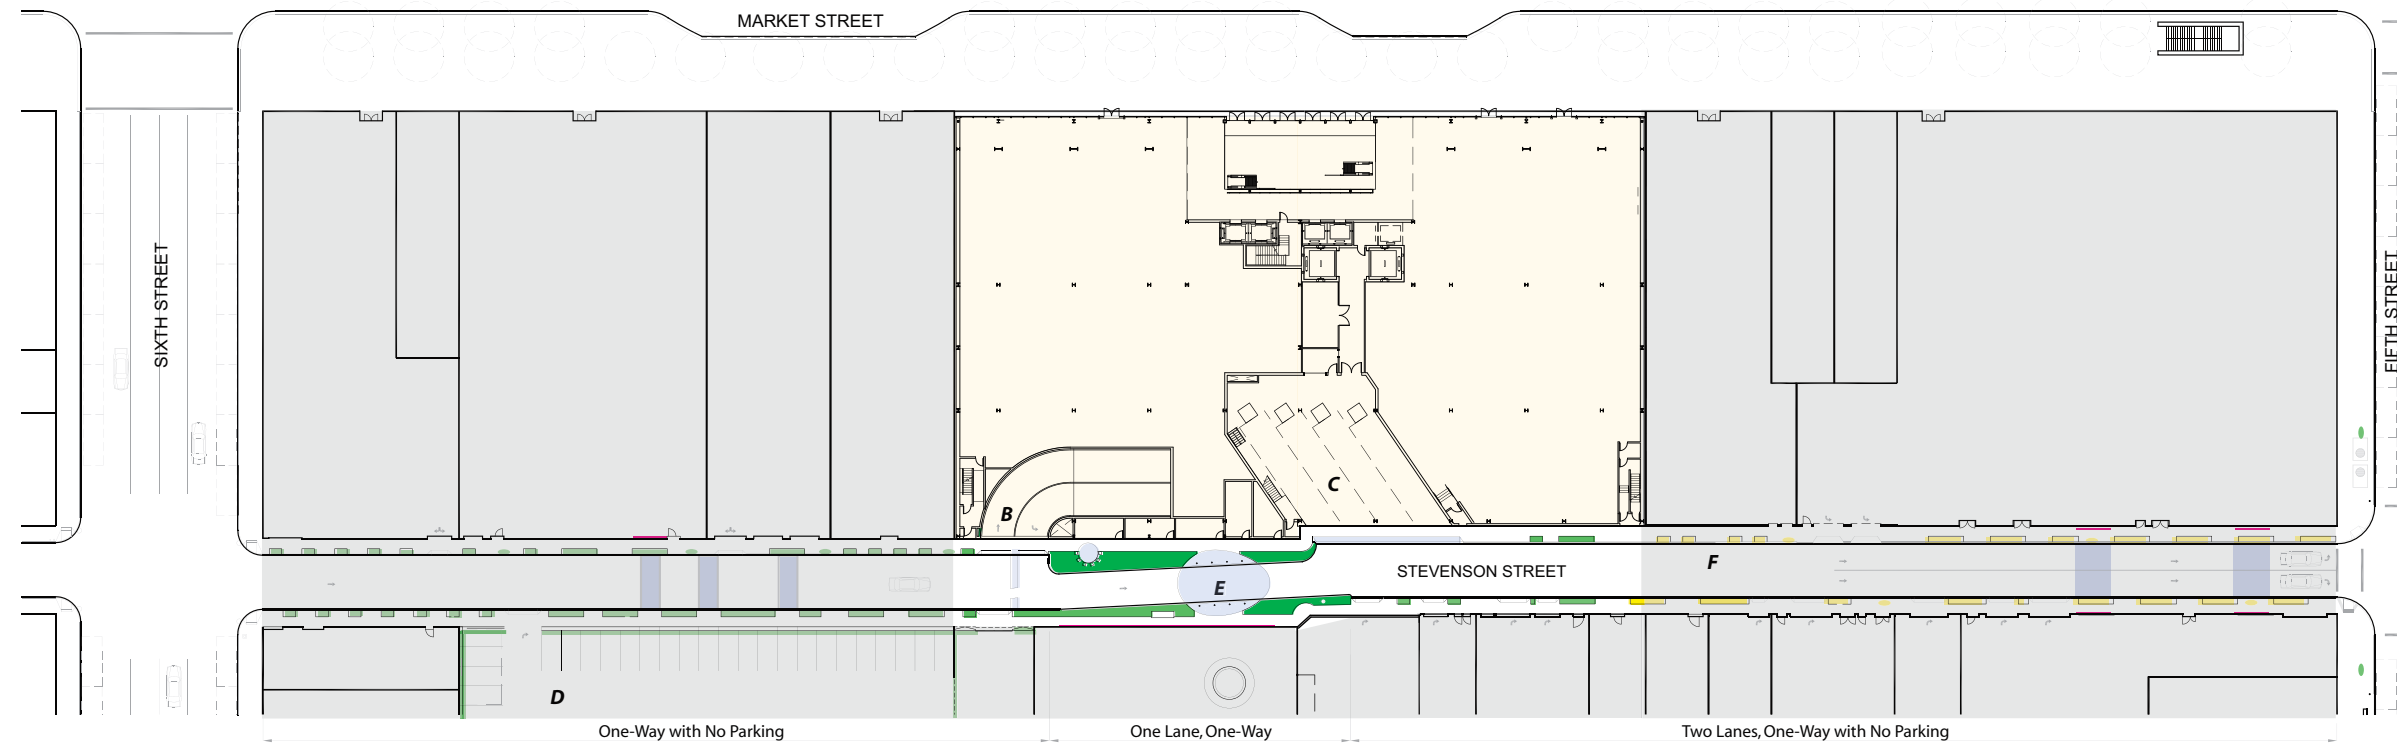 MARKET STREET
SIXTH STREET
FIFTH STREET
B
C
E
STEVENSON STREET
F
D
One-Way with No Parking
One Lane, One-Way
Two Lanes, One-Way with No Parking